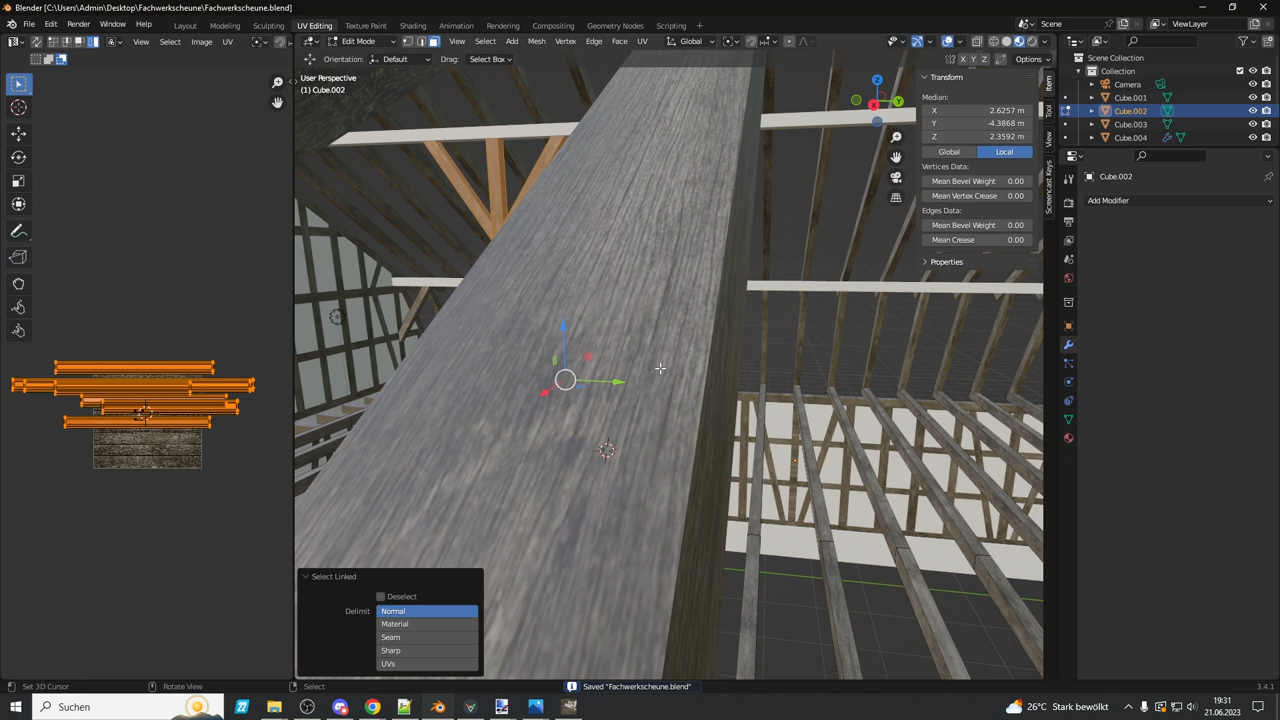 Blender [C:\Users\Admin\Desktop\Fachwerkscheune\Fachwerkscheune.blend]
File Edit Render Window Help Layout Modeling Sculpting UV Editing Texture Paint Shading Animation Rendering Compositing Geometry Nodes Scripting + Scene ViewLayer
View Select Image UV Edit Mode View Select Add Mesh Vertex Edge Face UV Global
Orientation: Default Drag: Select Box X Y Z Options
User Perspective
(1) Cube.002
Z
Y
X
Transform
Median:
X 2.6257 m
Y -4.3868 m
Z 2.3592 m
Global Local
Vertices Data:
Mean Bevel Weight 0.00
Mean Vertex Crease 0.00
Edges Data:
Mean Bevel Weight 0.00
Mean Crease 0.00
Properties
Item
Tool
View
Screencast Keys
Scene Collection
Collection
Camera
Cube.001
Cube.002
Cube.003
Cube.004
Cube.002
Add Modifier
Select Linked
Deselect
Delimit Normal
Material
Seam
Sharp
UVs
Set 3D Cursor Rotate View Select Saved "Fachwerkscheune.blend" 3.4.1
Suchen 26°C Stark bewölkt 19:31
21.06.2023